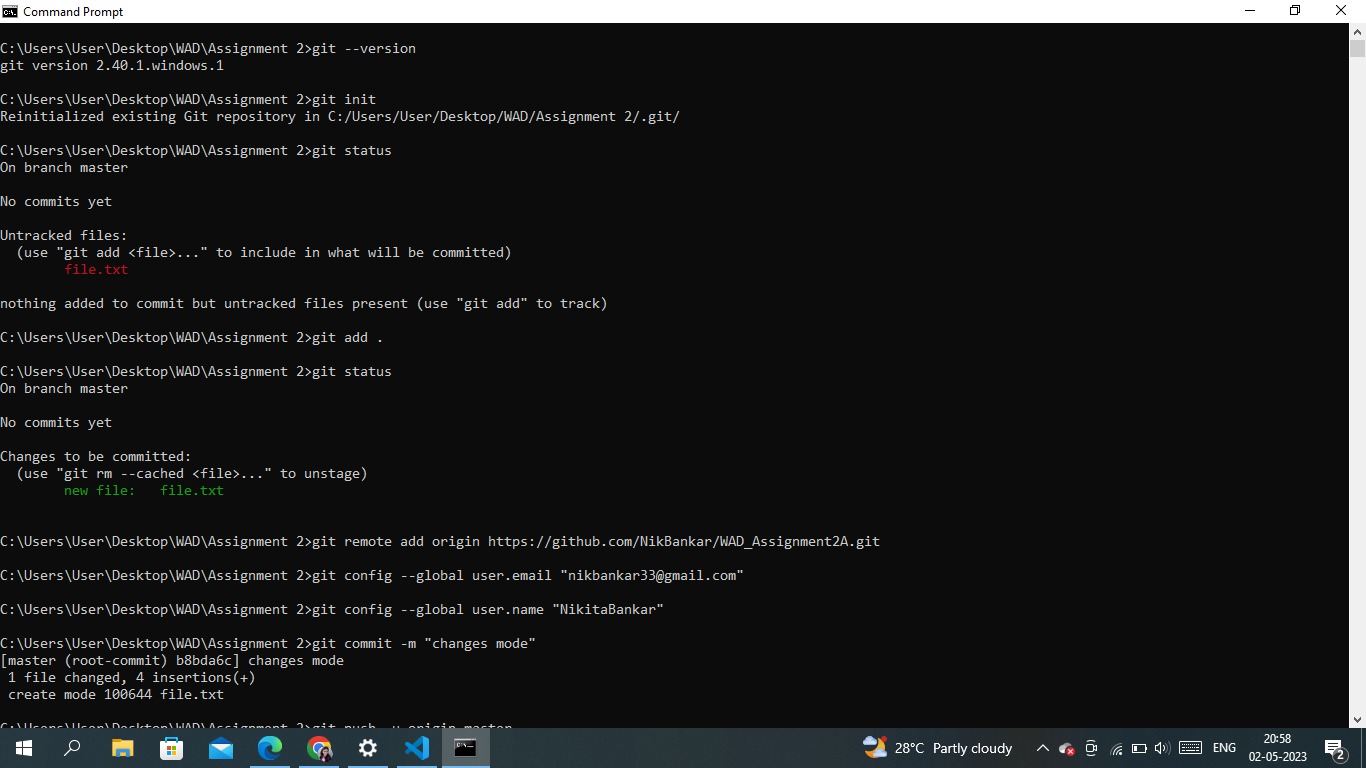 Command Prompt
C:\Users\User\Desktop\WAD\Assignment 2>git --version
git version 2.40.1.windows.1
C:\Users\User\Desktop\WAD\Assignment 2>git init
Reinitialized existing Git repository in C:/Users/User/Desktop/WAD/Assignment 2/.git/
C:\Users\User\Desktop\WAD\Assignment 2>git status
On branch master
No commits yet
Untracked files:
  (use "git add <file>..." to include in what will be committed)
        file.txt
nothing added to commit but untracked files present (use "git add" to track)
C:\Users\User\Desktop\WAD\Assignment 2>git add .
C:\Users\User\Desktop\WAD\Assignment 2>git status
On branch master
No commits yet
Changes to be committed:
  (use "git rm --cached <file>..." to unstage)
        new file:   file.txt
C:\Users\User\Desktop\WAD\Assignment 2>git remote add origin https://github.com/NikBankar/WAD_Assignment2A.git
C:\Users\User\Desktop\WAD\Assignment 2>git config --global user.email "nikbankar33@gmail.com"
C:\Users\User\Desktop\WAD\Assignment 2>git config --global user.name "NikitaBankar"
C:\Users\User\Desktop\WAD\Assignment 2>git commit -m "changes mode"
[master (root-commit) b8bda6c] changes mode
 1 file changed, 4 insertions(+)
 create mode 100644 file.txt
C:\Users\User\Desktop\WAD\Assignment 2>git push -u origin master
28°C Partly cloudy
ENG
20:58
02-05-2023
2